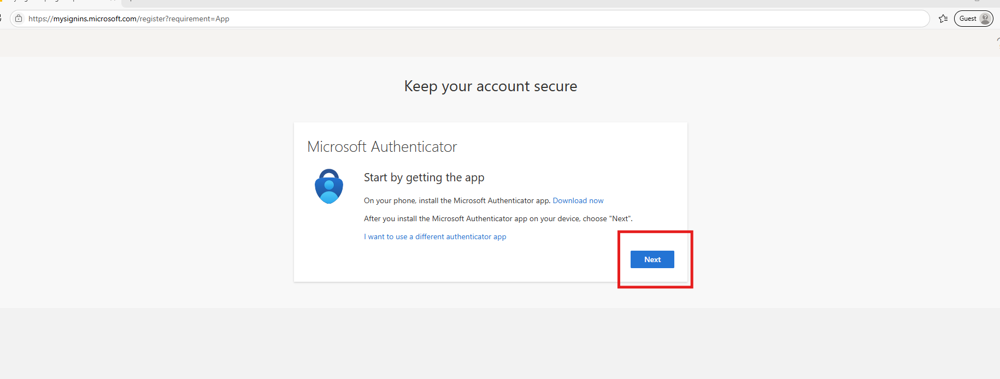 https://mysignins.microsoft.com/register?requirement=App
Guest
Keep your account secure
Microsoft Authenticator
Start by getting the app
On your phone, install the Microsoft Authenticator app. Download now
After you install the Microsoft Authenticator app on your device, choose "Next".
I want to use a different authenticator app
Next